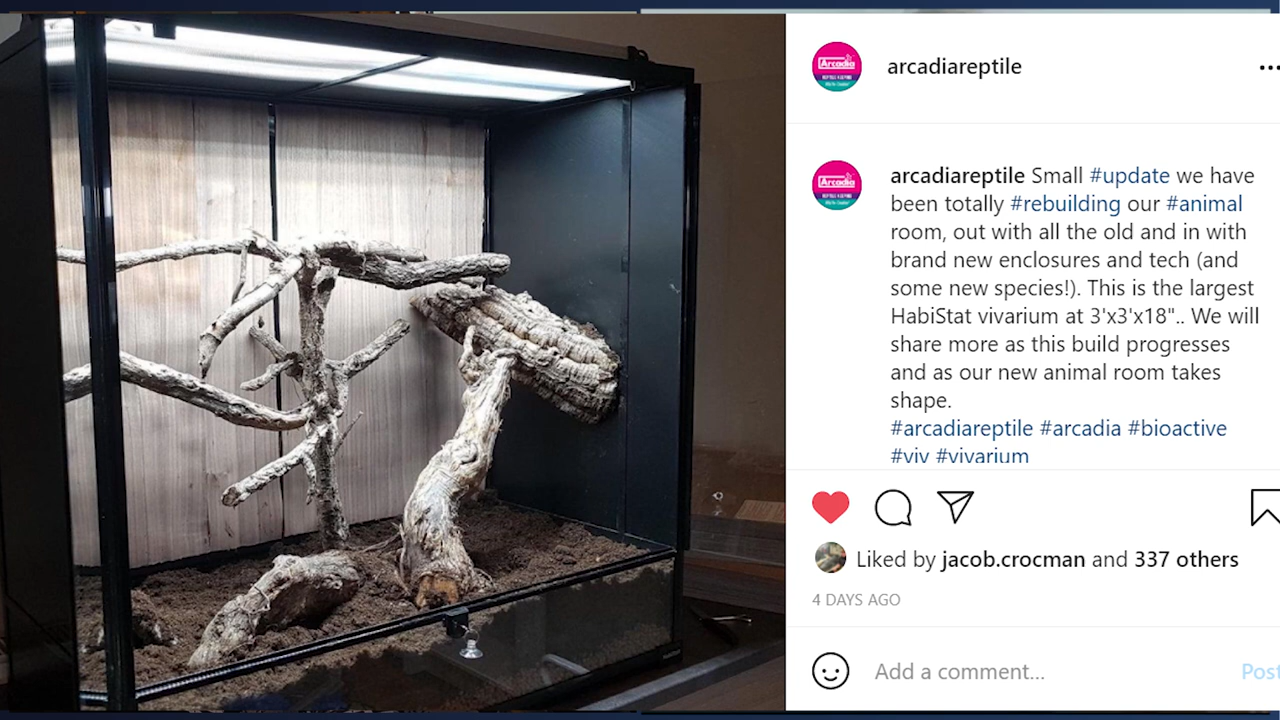 Arcadia
arcadiareptile
Arcadia
arcadiareptile Small #update we have
been totally #rebuilding our #animal
room, out with all the old and in with
brand new enclosures and tech (and
some new species!). This is the largest
HabiStat vivarium at 3'x3'x18".. We will
share more as this build progresses
and as our new animal room takes
shape.
#arcadiareptile #arcadia #bioactive
#viv #vivarium
Liked by jacob.crocman and 337 others
4 DAYS AGO
Add a comment...
Post